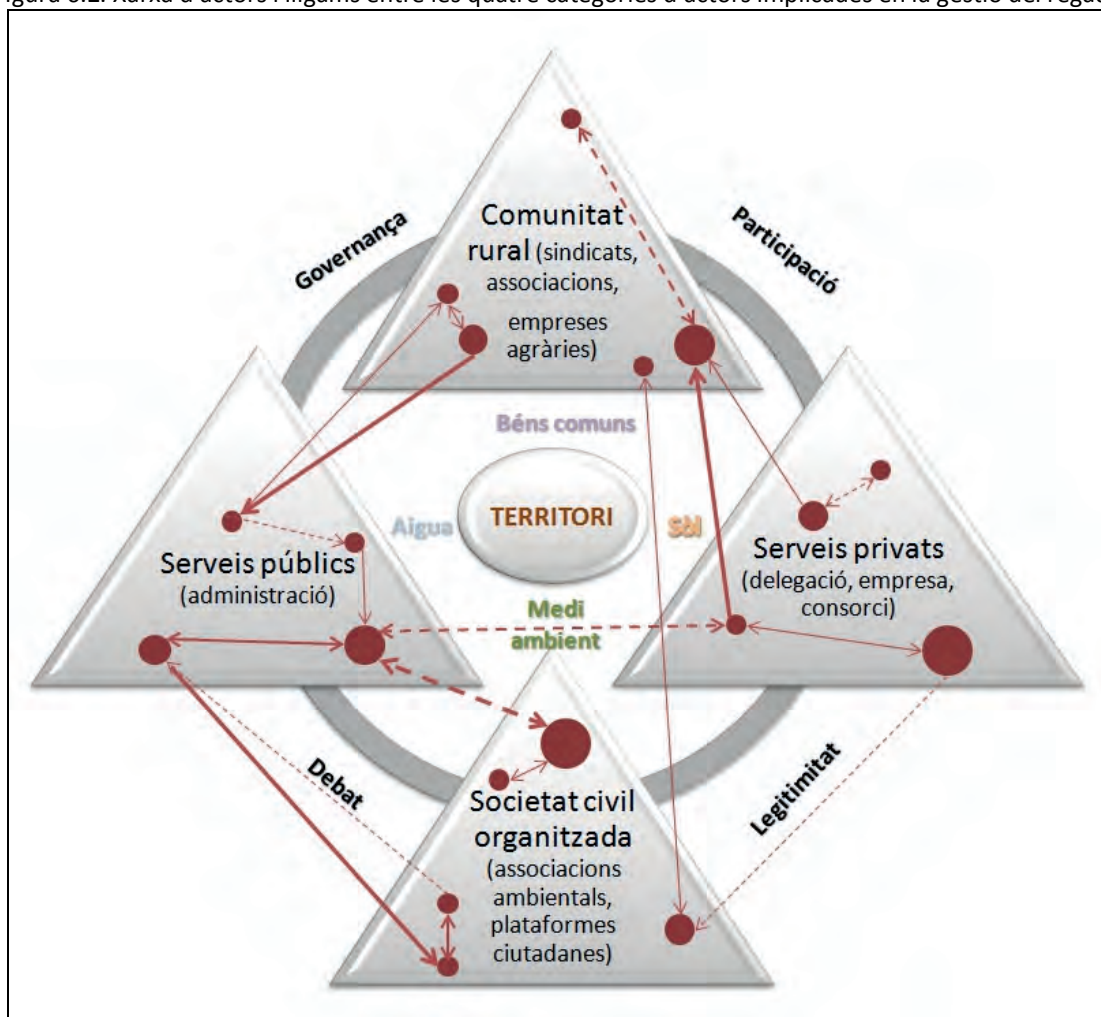 Governança
Participació
Comunitat
rural (sindicats,
associacions,
empreses
agràries)
Béns comuns
Aigua
TERRITORI
Sòl
Serveis públics
(administració)
Serveis privats
(delegació, empresa,
consorci)
Medi
ambient
Debat
Legitimitat
Societat civil
organitzada
(associacions
ambientals,
plataformes
ciutadanes)